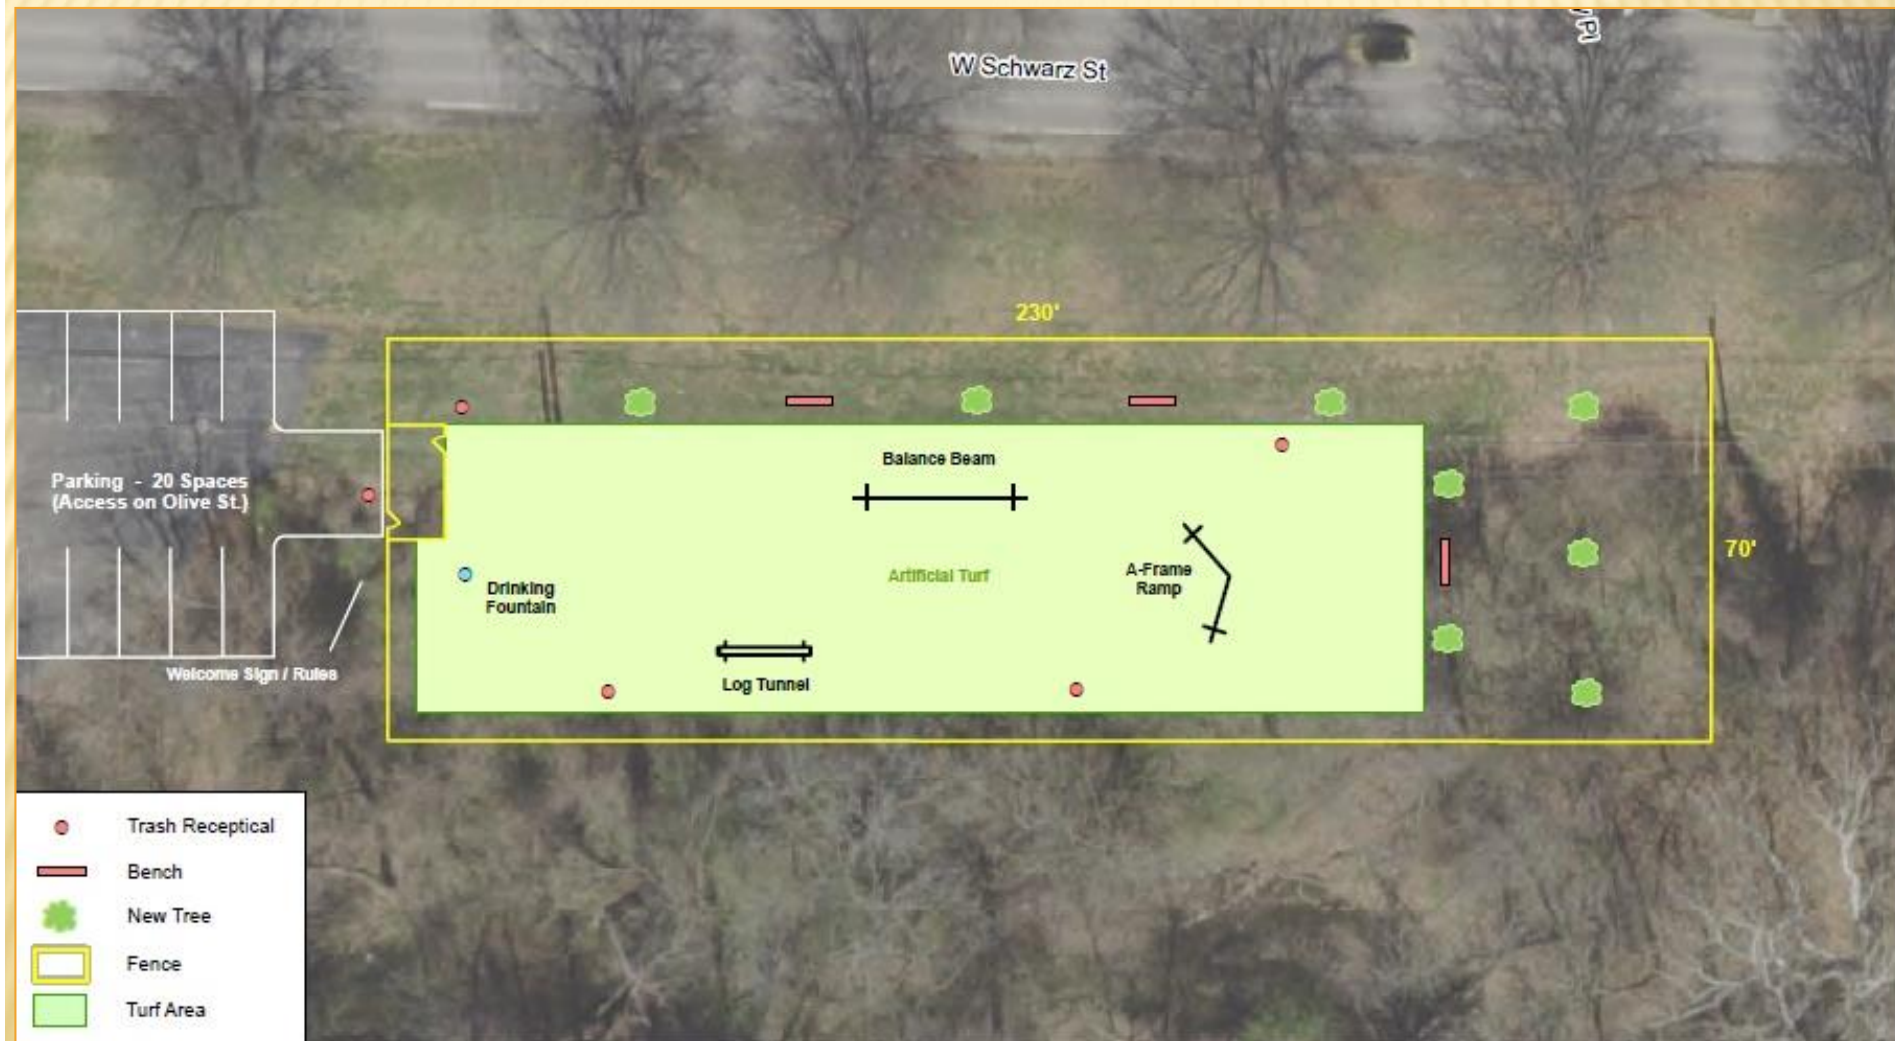 W Schwarz St
y Pl
230'
Balance Beam
Parking - 20 Spaces
(Access on Olive St.)
Artificial Turf
A-Frame
Ramp
70'
Drinking
Fountain
Welcome Sign / Rules
Log Tunnel
Trash Receptical
Bench
New Tree
Fence
Turf Area